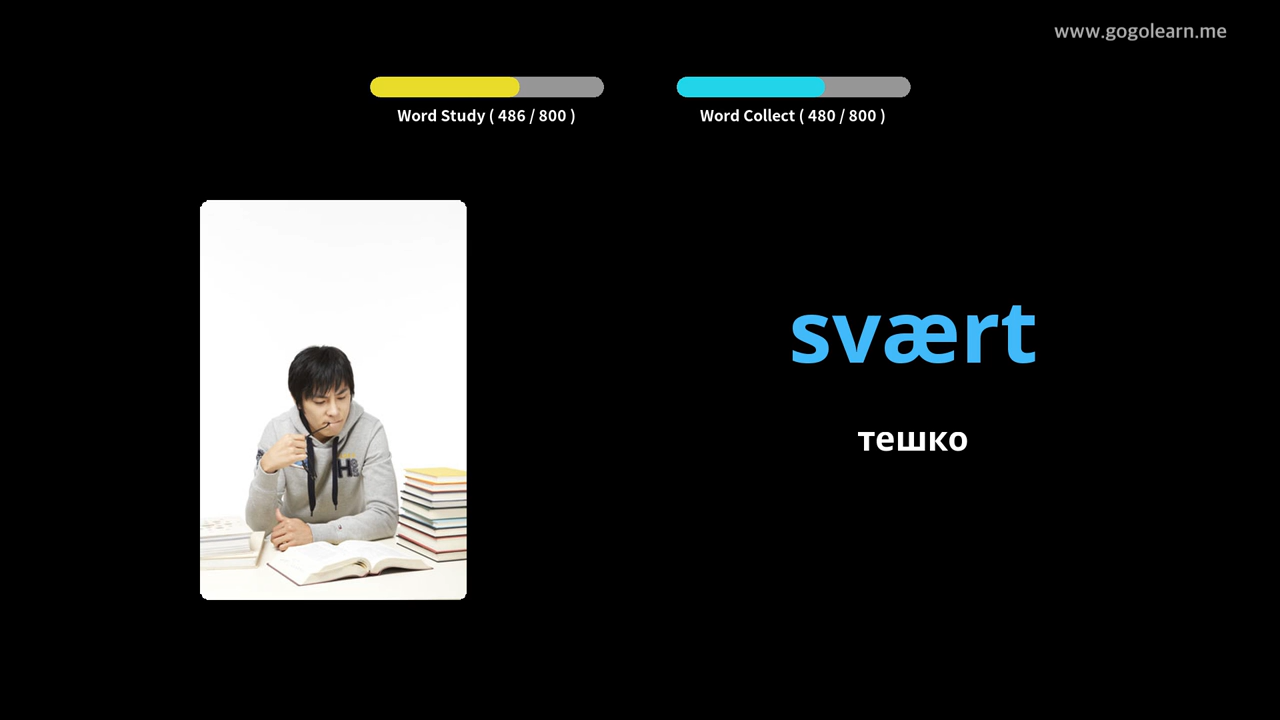 www.gogolearn.me
Word Study ( 486 / 800 )
Word Collect ( 480 / 800 )
svært
тешко
H